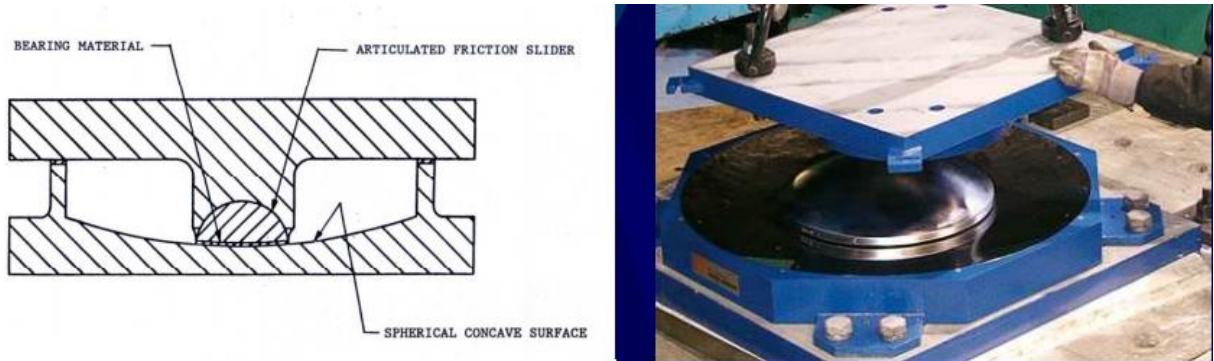 BEARING MATERIAL
ARTICULATED FRICTION SLIDER
SPHERICAL CONCAVE SURFACE